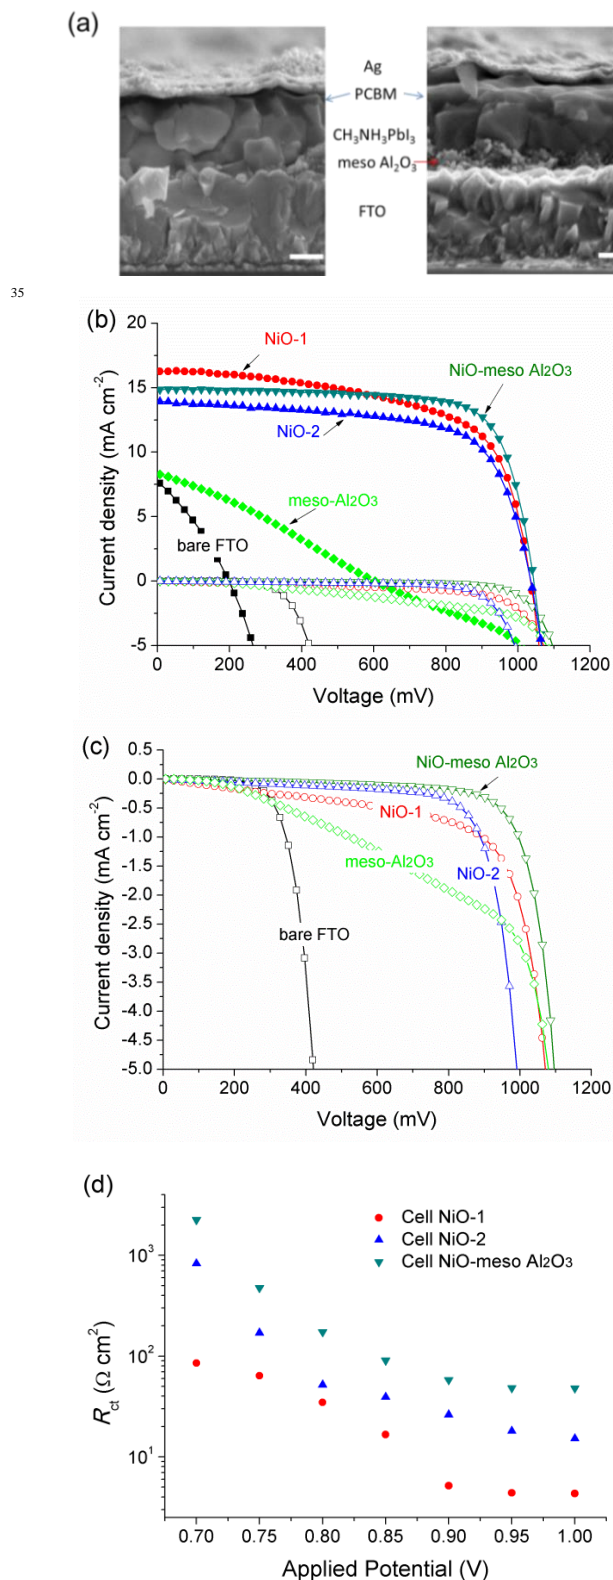 (a)
Ag
PCBM
CH₃NH₃PbI₃
meso Al₂O₃
FTO
35
(b)
20
15
10
5
0
-5
Current density (mA cm⁻²)
NiO-1
NiO-meso Al₂O₃
NiO-2
meso-Al₂O₃
bare FTO
0 200 400 600 800 1000 1200
Voltage (mV)
(c)
0.5
0.0
-0.5
-1.0
-1.5
-2.0
-2.5
-3.0
-3.5
-4.0
-4.5
-5.0
Current density (mA cm⁻²)
NiO-meso Al₂O₃
NiO-1
meso-Al₂O₃
NiO-2
bare FTO
0 200 400 600 800 1000 1200
Voltage (mV)
(d)
Cell NiO-1
Cell NiO-2
Cell NiO-meso Al₂O₃
10³
10²
10¹
R_ct (Ω cm²)
0.70 0.75 0.80 0.85 0.90 0.95 1.00
Applied Potential (V)